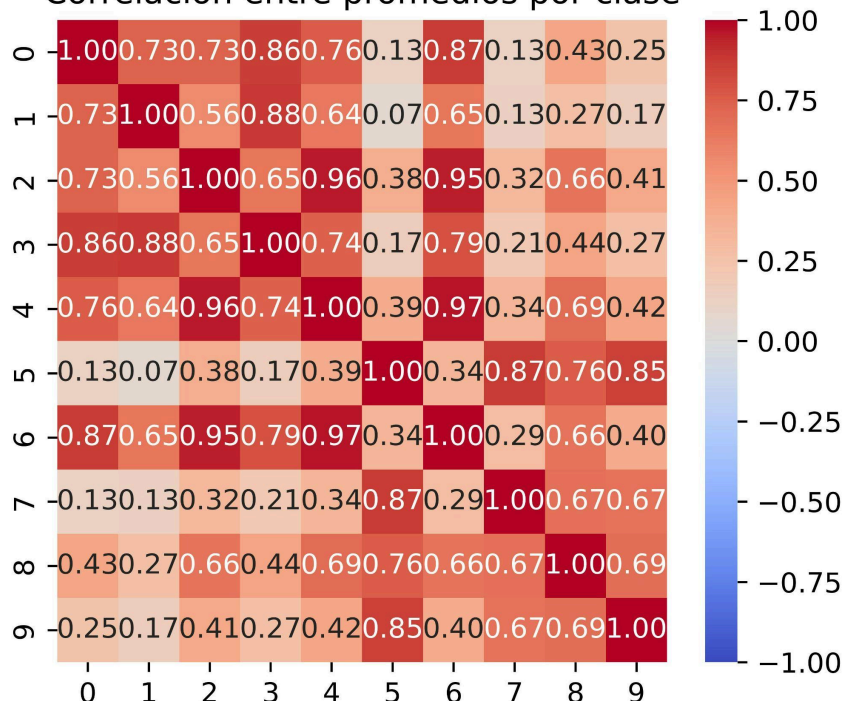 Correlación entre promedios por clase
0 1.00 0.73 0.73 0.86 0.76 0.13 0.87 0.13 0.43 0.25
1 0.73 1.00 0.56 0.88 0.64 0.07 0.65 0.13 0.27 0.17
2 0.73 0.56 1.00 0.65 0.96 0.38 0.95 0.32 0.66 0.41
3 0.86 0.88 0.65 1.00 0.74 0.17 0.79 0.21 0.44 0.27
4 0.76 0.64 0.96 0.74 1.00 0.39 0.97 0.34 0.69 0.42
5 0.13 0.07 0.38 0.17 0.39 1.00 0.34 0.87 0.76 0.85
6 0.87 0.65 0.95 0.79 0.97 0.34 1.00 0.29 0.66 0.40
7 0.13 0.13 0.32 0.21 0.34 0.87 0.29 1.00 0.67 0.67
8 0.43 0.27 0.66 0.44 0.69 0.76 0.66 0.67 1.00 0.69
9 0.25 0.17 0.41 0.27 0.42 0.85 0.40 0.67 0.69 1.00
0 1 2 3 4 5 6 7 8 9
1.00
0.75
0.50
0.25
0.00
−0.25
−0.50
−0.75
−1.00